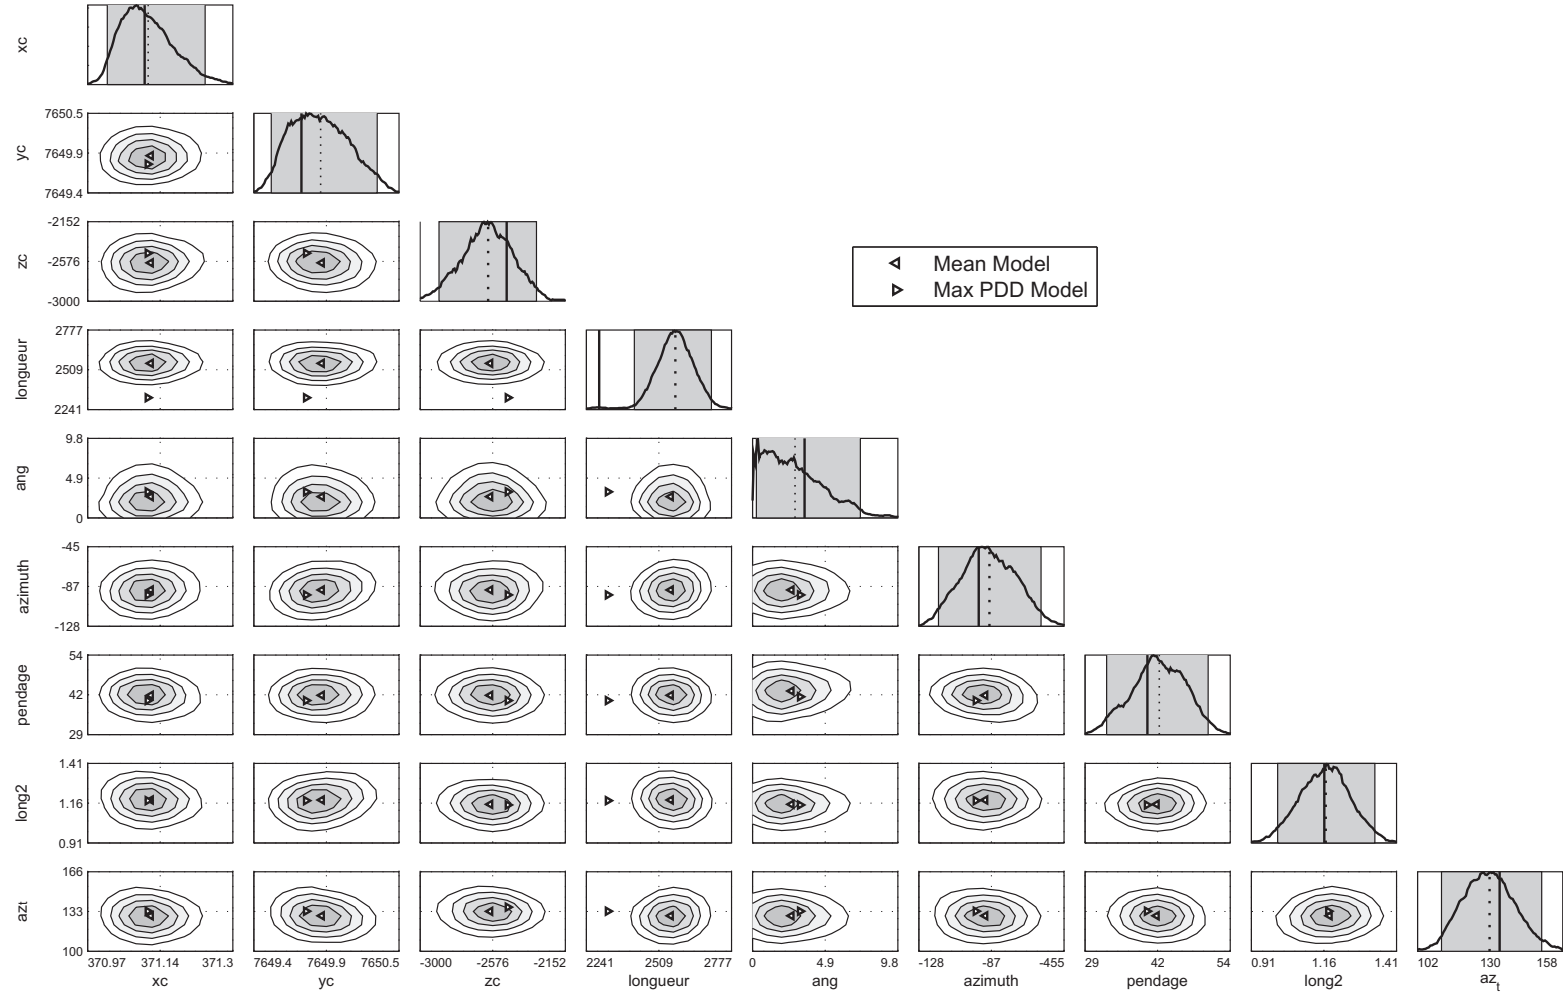 xc
7650.5
yc
7649.9
7649.4
-2152
zc
-2576
-3000
Mean Model
Max PDD Model
2777
longueur
2509
2241
9.8
ang
4.9
0
-45
azimuth
-87
-128
54
pendage
42
29
1.41
long2
1.16
0.91
166
azt
133
100
370.97 371.14 371.3 7649.4 7649.9 7650.5 -3000 -2576 -2152 2241 2509 2777 0 4.9 9.8 -128 -87 -455 29 42 54 0.91 1.16 1.41 102 130 158
xc yc zc longueur ang azimuth pendage long2 az_t